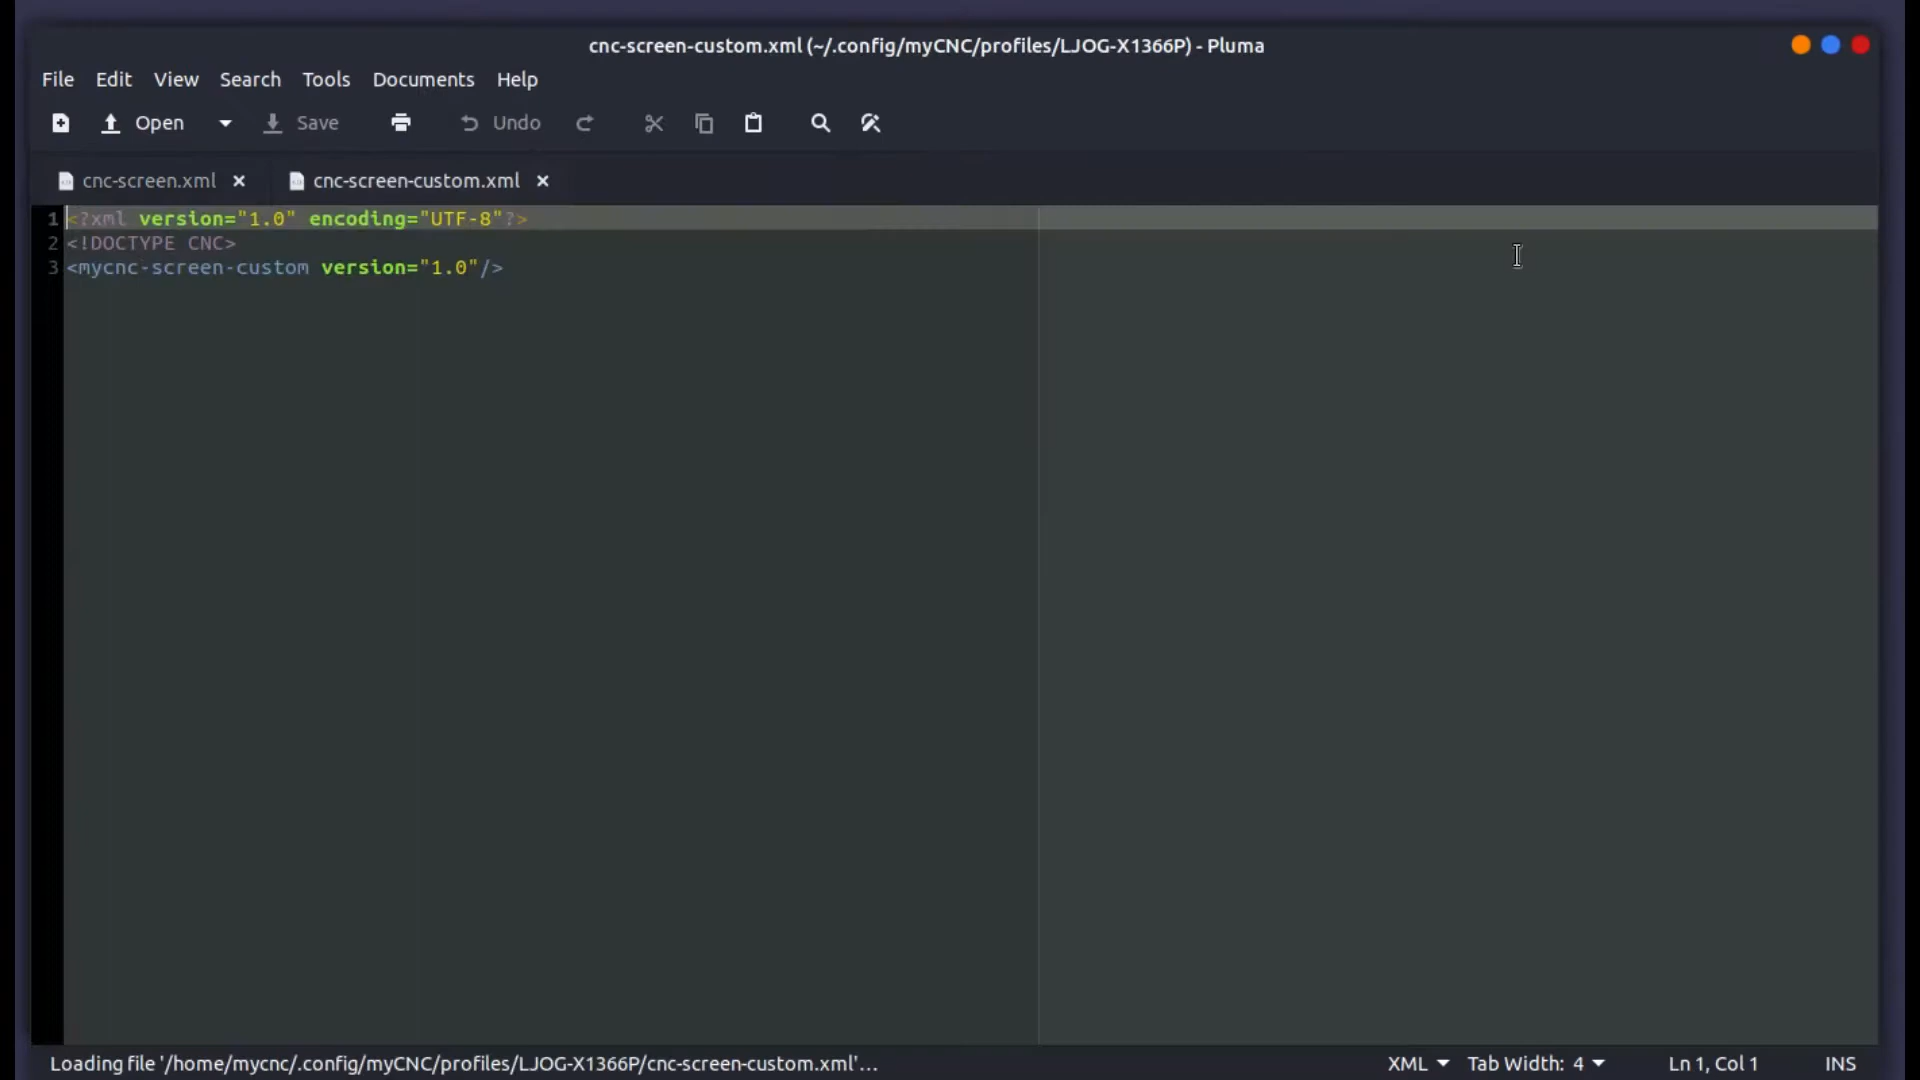 cnc-screen-custom.xml (~/.config/myCNC/profiles/LJOG-X1366P) - Pluma
File Edit View Search Tools Documents Help
Open Save Undo
cnc-screen.xml cnc-screen-custom.xml
1 <?xml version="1.0" encoding="UTF-8"?>
2 <!DOCTYPE CNC>
3 <mycnc-screen-custom version="1.0"/>
Loading file '/home/mycnc/.config/myCNC/profiles/LJOG-X1366P/cnc-screen-custom.xml'… XML Tab Width: 4 Ln 1, Col 1 INS